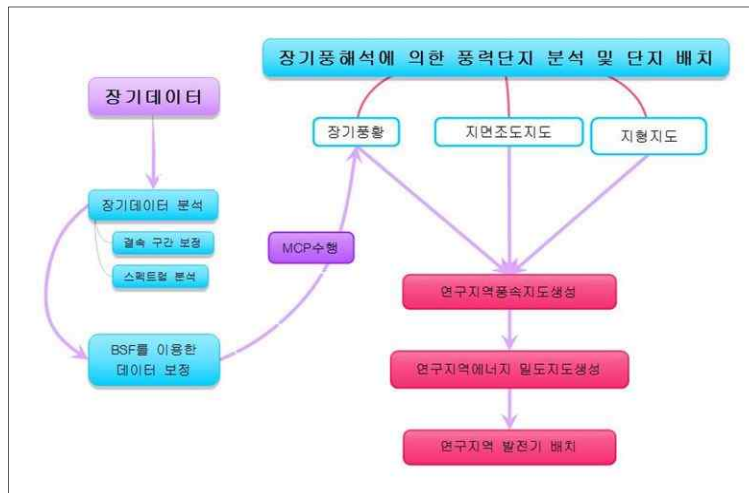 장기풍해석에 의한 풍력단지 분석 및 단지 배치
장기데이터
장기풍황
지면조도지도
지형지도
장기데이터 분석
결속 구간 보정
스펙트럼 분석
MCP수행
BSF를 이용한
데이터 보정
연구지역풍속지도생성
연구지역에너지 밀도지도생성
연구지역 발전기 배치